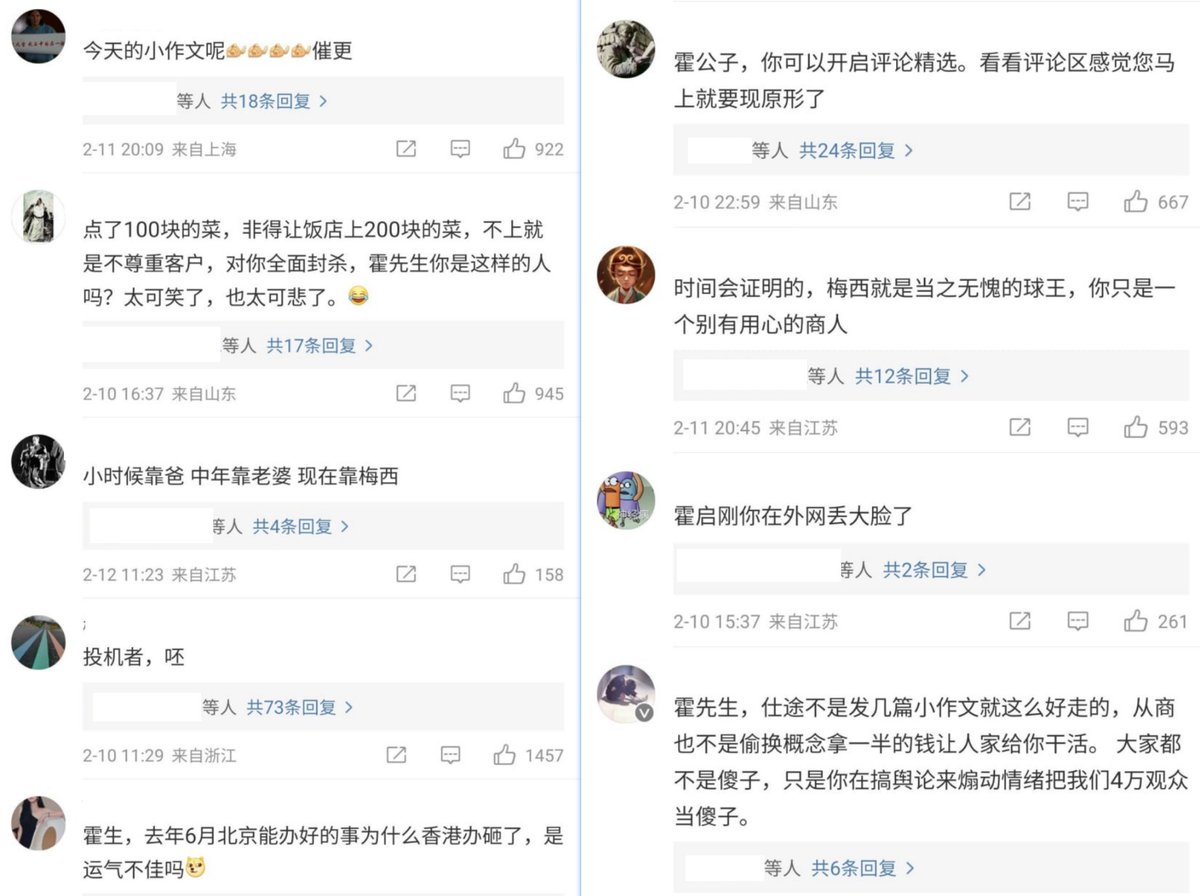 今天的小作文呢催更
等人 共18条回复 >
2-11 20:09 来自上海
922
点了100块的菜，非得让饭店上200块的菜，不上就
是不尊重客户，对你全面封杀，霍先生你是这样的人
吗？太可笑了，也太可悲了。😂
等人 共17条回复 >
2-10 16:37 来自山东
945
小时候靠爸 中年靠老婆 现在靠梅西
等人 共4条回复 >
2-12 11:23 来自江苏
158
投机者，呸
等人 共73条回复 >
2-10 11:29 来自浙江
1457
霍生，去年6月北京能办好的事为什么香港办砸了，是
运气不佳吗
霍公子，你可以开启评论精选。看看评论区感觉您马
上就要现原形了
等人 共24条回复 >
2-10 22:59 来自山东
667
时间会证明的，梅西就是当之无愧的球王，你只是一
个别有用心的商人
等人 共12条回复 >
2-11 20:45 来自江苏
593
霍启刚你在外网丢大脸了
等人 共2条回复 >
2-10 15:37 来自江苏
261
霍先生，仕途不是发几篇小作文就这么好走的，从商
也不是偷换概念拿一半的钱让人家给你干活。 大家都
不是傻子，只是你在搞舆论来煽动情绪把我们4万观众
当傻子。
等人 共6条回复 >